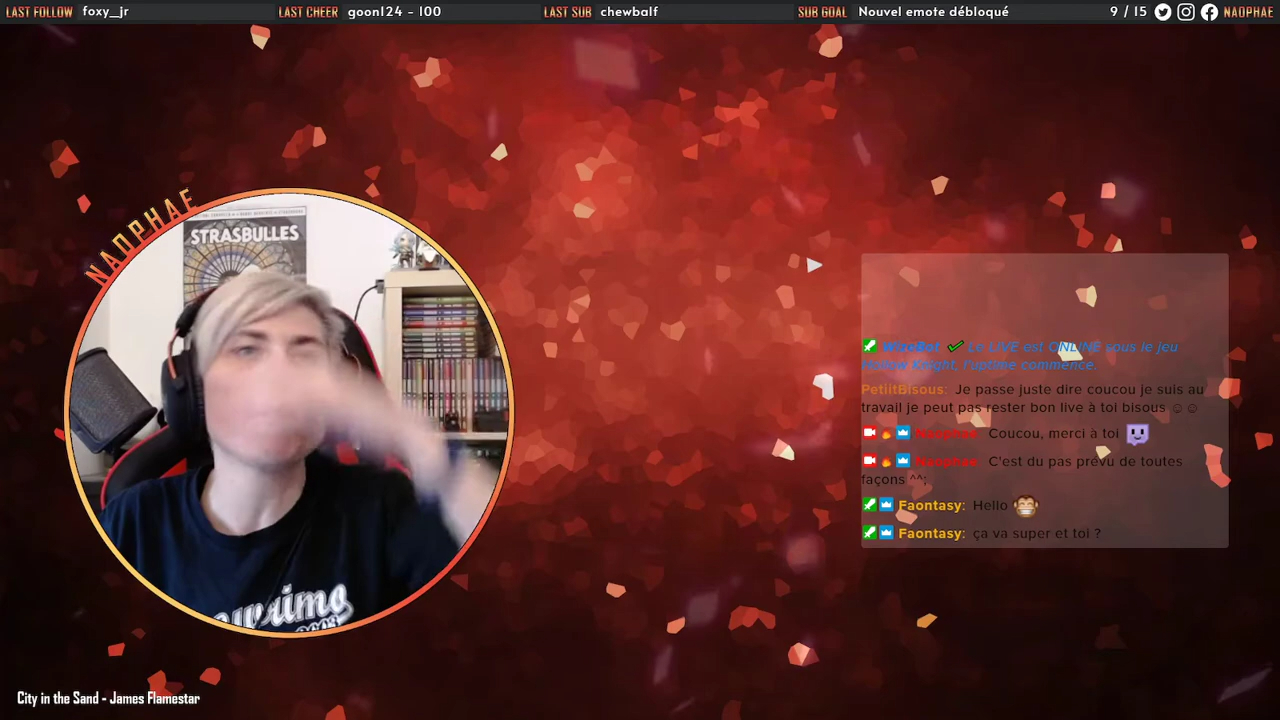 LAST FOLLOW foxy__jr LAST CHEER goon124 - 100 LAST SUB chewbalf SUB GOAL Nouvel emote débloqué 9 / 15 NAOPHAE
NAOPHAE
STRASBULLES
WizeBot Le LIVE est ONLINE sous le jeu
Hollow Knight, l'uptime commence.
PetiitBisous: Je passe juste dire coucou je suis au
travail je peut pas rester bon live à toi bisous ☺☺
Naophae: Coucou, merci à toi
Naophae: C'est du pas prévu de toutes
façons ^^;
Faontasy: Hello
Faontasy: ça va super et toi ?
City in the Sand - James Flamestar